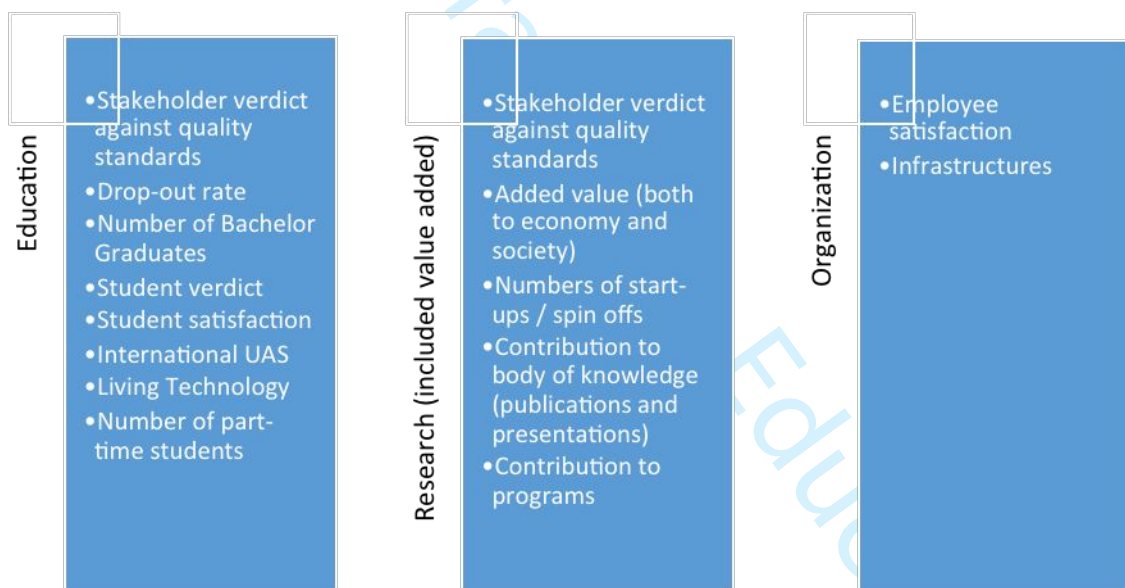 Education
•Stakeholder verdict
against quality
standards
•Drop-out rate
•Number of Bachelor
Graduates
•Student verdict
•Student satisfaction
•International UAS
•Living Technology
•Number of part-
time students
Research (included value added)
•Stakeholder verdict
against quality
standards
•Added value (both
to economy and
society)
•Numbers of start-
ups / spin offs
•Contribution to
body of knowledge
(publications and
presentations)
•Contribution to
programs
Organization
•Employee
satisfaction
•Infrastructures